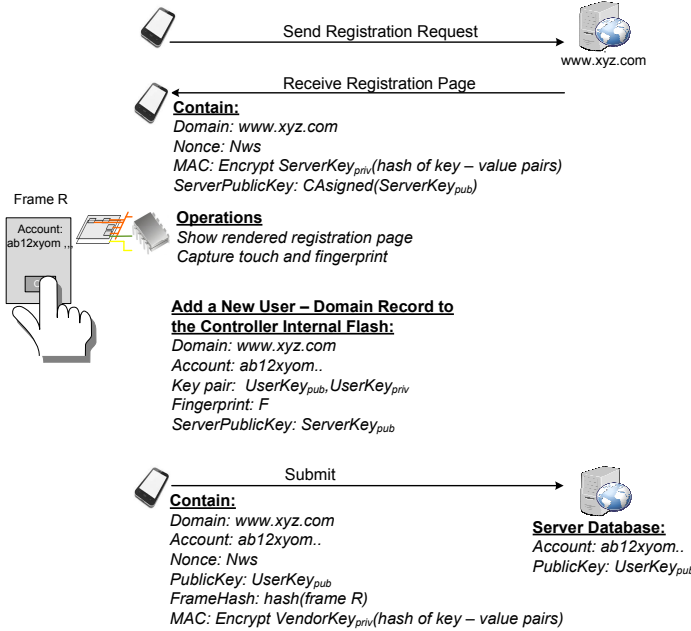 Send Registration Request
www.xyz.com
Receive Registration Page
Contain:
Domain: www.xyz.com
Nonce: Nws
MAC: Encrypt ServerKeypriv(hash of key – value pairs)
ServerPublicKey: CAsigned(ServerKeypub)
Frame R
Account:
ab12xyom ,,,
Operations
Show rendered registration page
Capture touch and fingerprint
Add a New User – Domain Record to
the Controller Internal Flash:
Domain: www.xyz.com
Account: ab12xyom..
Key pair: UserKeypub,UserKeypriv
Fingerprint: F
ServerPublicKey: ServerKeypub
Submit
Contain:
Domain: www.xyz.com
Account: ab12xyom..
Nonce: Nws
PublicKey: UserKeypub
FrameHash: hash(frame R)
MAC: Encrypt VendorKeypriv(hash of key – value pairs)
Server Database:
Account: ab12xyom..
PublicKey: UserKeypub